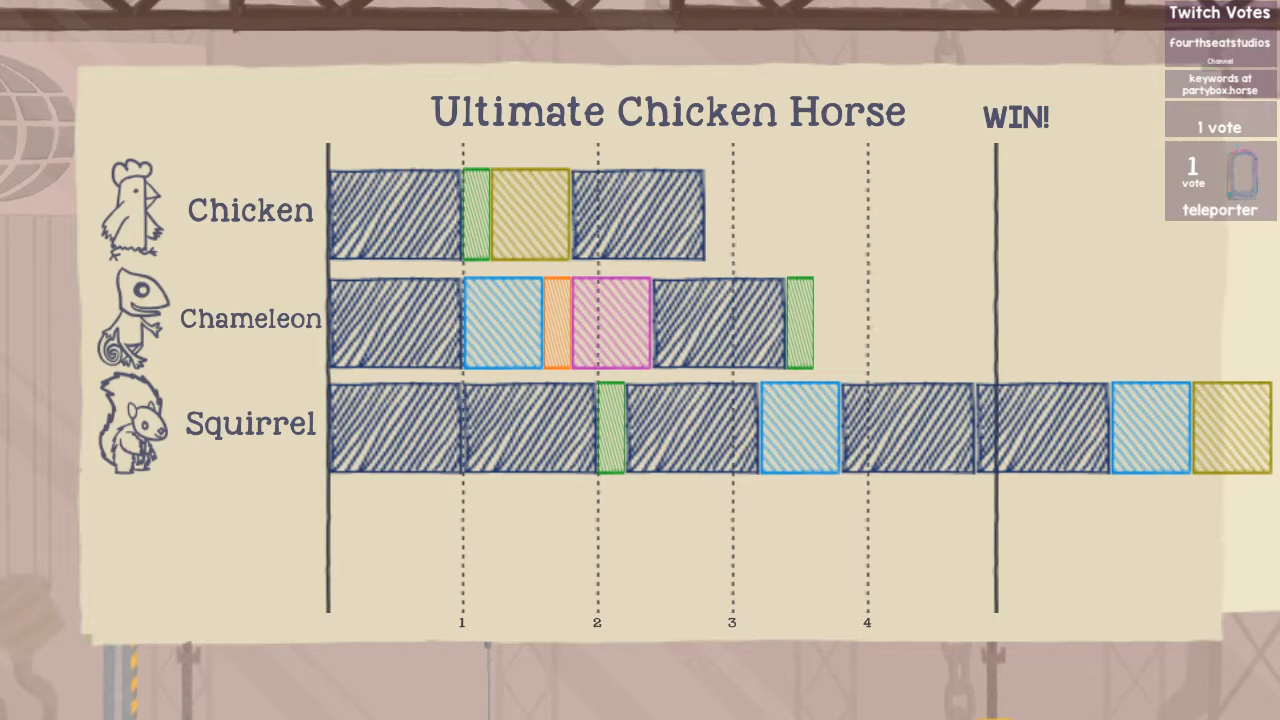 Twitch Votes
fourthseatstudios
Channel
keywords at
partybox.horse
1 vote
1
vote
teleporter
Ultimate Chicken Horse
WIN!
Chicken
Chameleon
Squirrel
1 2 3 4